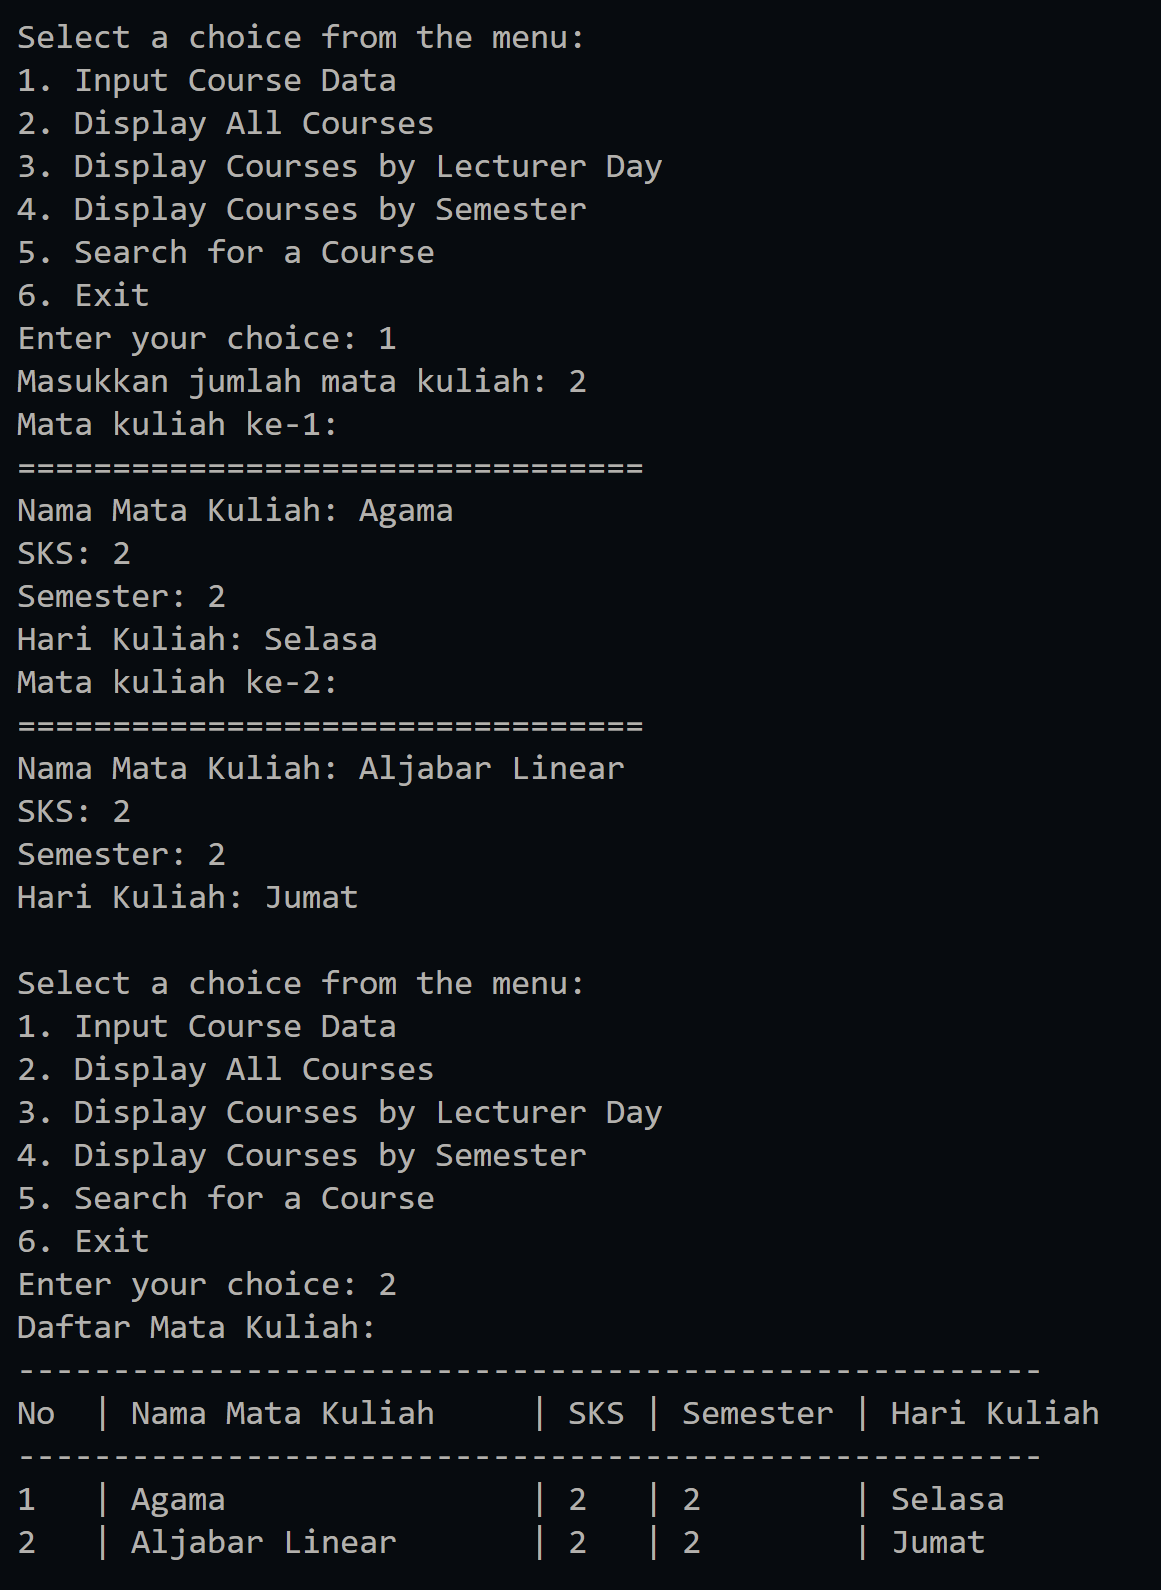 Select a choice from the menu:
1. Input Course Data
2. Display All Courses
3. Display Courses by Lecturer Day
4. Display Courses by Semester
5. Search for a Course
6. Exit
Enter your choice: 1
Masukkan jumlah mata kuliah: 2
Mata kuliah ke-1:
=================================
Nama Mata Kuliah: Agama
SKS: 2
Semester: 2
Hari Kuliah: Selasa
Mata kuliah ke-2:
=================================
Nama Mata Kuliah: Aljabar Linear
SKS: 2
Semester: 2
Hari Kuliah: Jumat

Select a choice from the menu:
1. Input Course Data
2. Display All Courses
3. Display Courses by Lecturer Day
4. Display Courses by Semester
5. Search for a Course
6. Exit
Enter your choice: 2
Daftar Mata Kuliah:
------------------------------------------------------
No  | Nama Mata Kuliah     | SKS | Semester | Hari Kuliah
------------------------------------------------------
1   | Agama                | 2   | 2        | Selasa
2   | Aljabar Linear       | 2   | 2        | Jumat